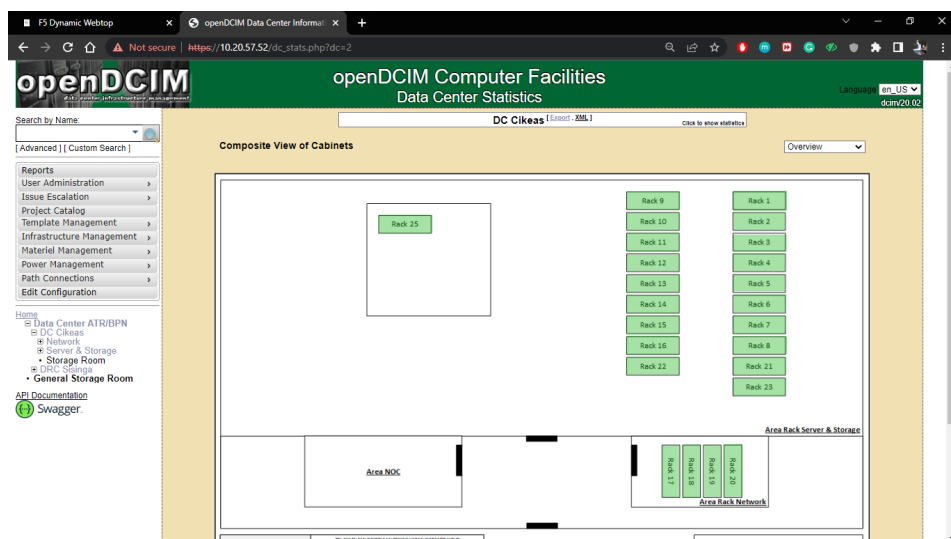 F5 Dynamic Webtop
openDCIM Data Center Informati
Not secure
https://10.20.57.52/dc_stats.php?dc=2
openDCIM
data center infrastructure management
openDCIM Computer Facilities
Data Center Statistics
Language en_US
dcim/20.02
Search by Name:
[ Advanced ] [ Custom Search ]
Reports
User Administration
Issue Escalation
Project Catalog
Template Management
Infrastructure Management
Materiel Management
Power Management
Path Connections
Edit Configuration
Home
Data Center ATR/BPN
DC Cikeas
Network
Server & Storage
Storage Room
DRC Sisinga
General Storage Room
API Documentation
Swagger.
DC Cikeas [ Export , XML ]
Click to show statistics
Composite View of Cabinets
Overview
Rack 25
Rack 9
Rack 10
Rack 11
Rack 12
Rack 13
Rack 14
Rack 15
Rack 16
Rack 22
Rack 1
Rack 2
Rack 3
Rack 4
Rack 5
Rack 6
Rack 7
Rack 8
Rack 21
Rack 23
Area Rack Server & Storage
Area NOC
Rack 17
Rack 18
Rack 19
Rack 20
Area Rack Network